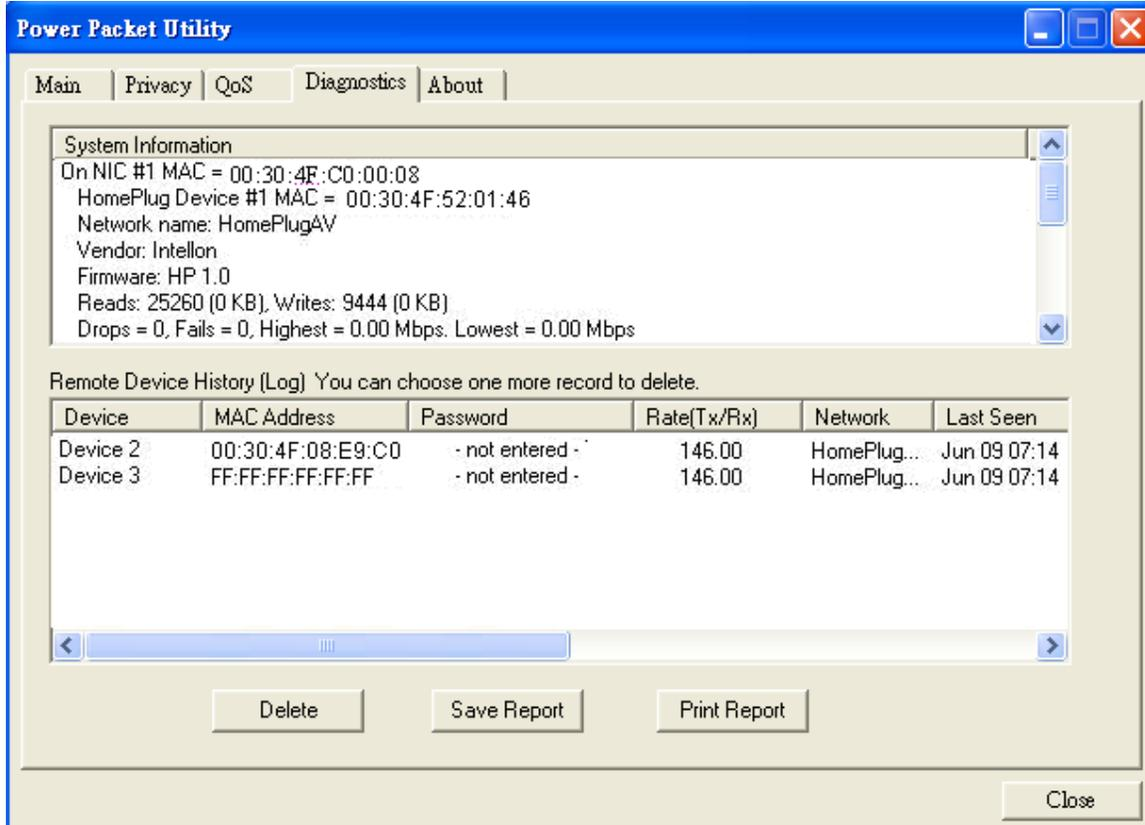 Power Packet Utility
Main Privacy QoS Diagnostics About
System Information
On NIC #1 MAC = 00:30:4F:C0:00:08
HomePlug Device #1 MAC = 00:30:4F:52:01:46
Network name: HomePlugAV
Vendor: Intellon
Firmware: HP 1.0
Reads: 25260 (0 KB), Writes: 9444 (0 KB)
Drops = 0, Fails = 0, Highest = 0.00 Mbps. Lowest = 0.00 Mbps
Remote Device History (Log) You can choose one more record to delete.
Device MAC Address Password Rate(Tx/Rx) Network Last Seen
Device 2 00:30:4F:08:E9:C0 - not entered - 146.00 HomePlug... Jun 09 07:14
Device 3 FF:FF:FF:FF:FF:FF - not entered - 146.00 HomePlug... Jun 09 07:14
Delete Save Report Print Report
Close